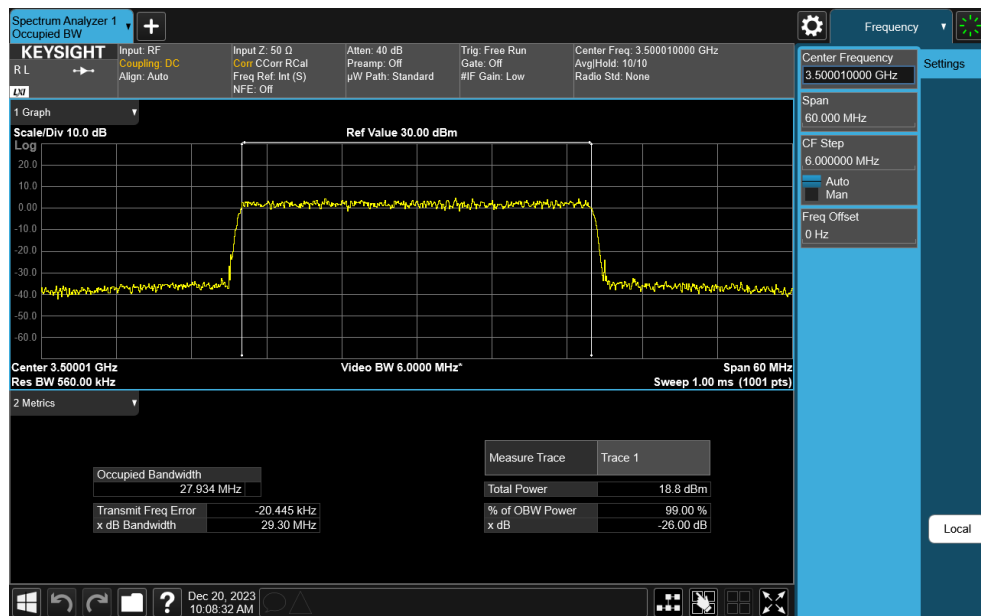 Spectrum Analyzer 1
Occupied BW
Frequency
KEYSIGHT
R L
LXI
Input: RF
Coupling: DC
Align: Auto
Input Z: 50 Ω
Corr CCorr RCal
Freq Ref: Int (S)
NFE: Off
Atten: 40 dB
Preamp: Off
µW Path: Standard
Trig: Free Run
Gate: Off
#IF Gain: Low
Center Freq: 3.500010000 GHz
Avg|Hold: 10/10
Radio Std: None
Center Frequency
3.500010000 GHz
Settings
Span
60.000 MHz
CF Step
6.000000 MHz
Auto
Man
Freq Offset
0 Hz
Local
1 Graph
Scale/Div 10.0 dB
Ref Value 30.00 dBm
Log
20.0
10.0
0.00
-10.0
-20.0
-30.0
-40.0
-50.0
-60.0
Center 3.50001 GHz
Video BW 6.0000 MHz*
Span 60 MHz
Res BW 560.00 kHz
Sweep 1.00 ms (1001 pts)
2 Metrics
Occupied Bandwidth
27.934 MHz
Transmit Freq Error -20.445 kHz
x dB Bandwidth 29.30 MHz
Measure Trace Trace 1
Total Power 18.8 dBm
% of OBW Power 99.00 %
x dB -26.00 dB
?
Dec 20, 2023
10:08:32 AM